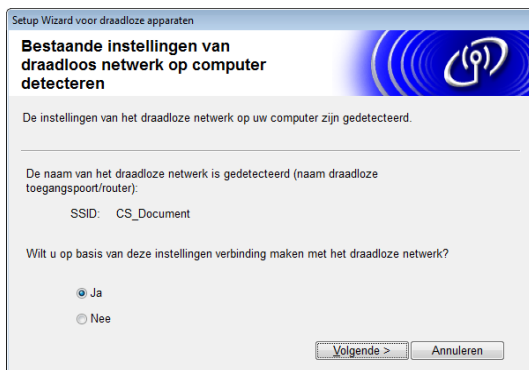 Setup Wizard voor draadloze apparaten
Bestaande instellingen van
draadloos netwerk op computer
detecteren
De instellingen van het draadloze netwerk op uw computer zijn gedetecteerd.
De naam van het draadloze netwerk is gedetecteerd (naam draadloze
toegangspoort/router):
SSID: CS_Document
Wilt u op basis van deze instellingen verbinding maken met het draadloze netwerk?
Ja
Nee
Volgende >
Annuleren